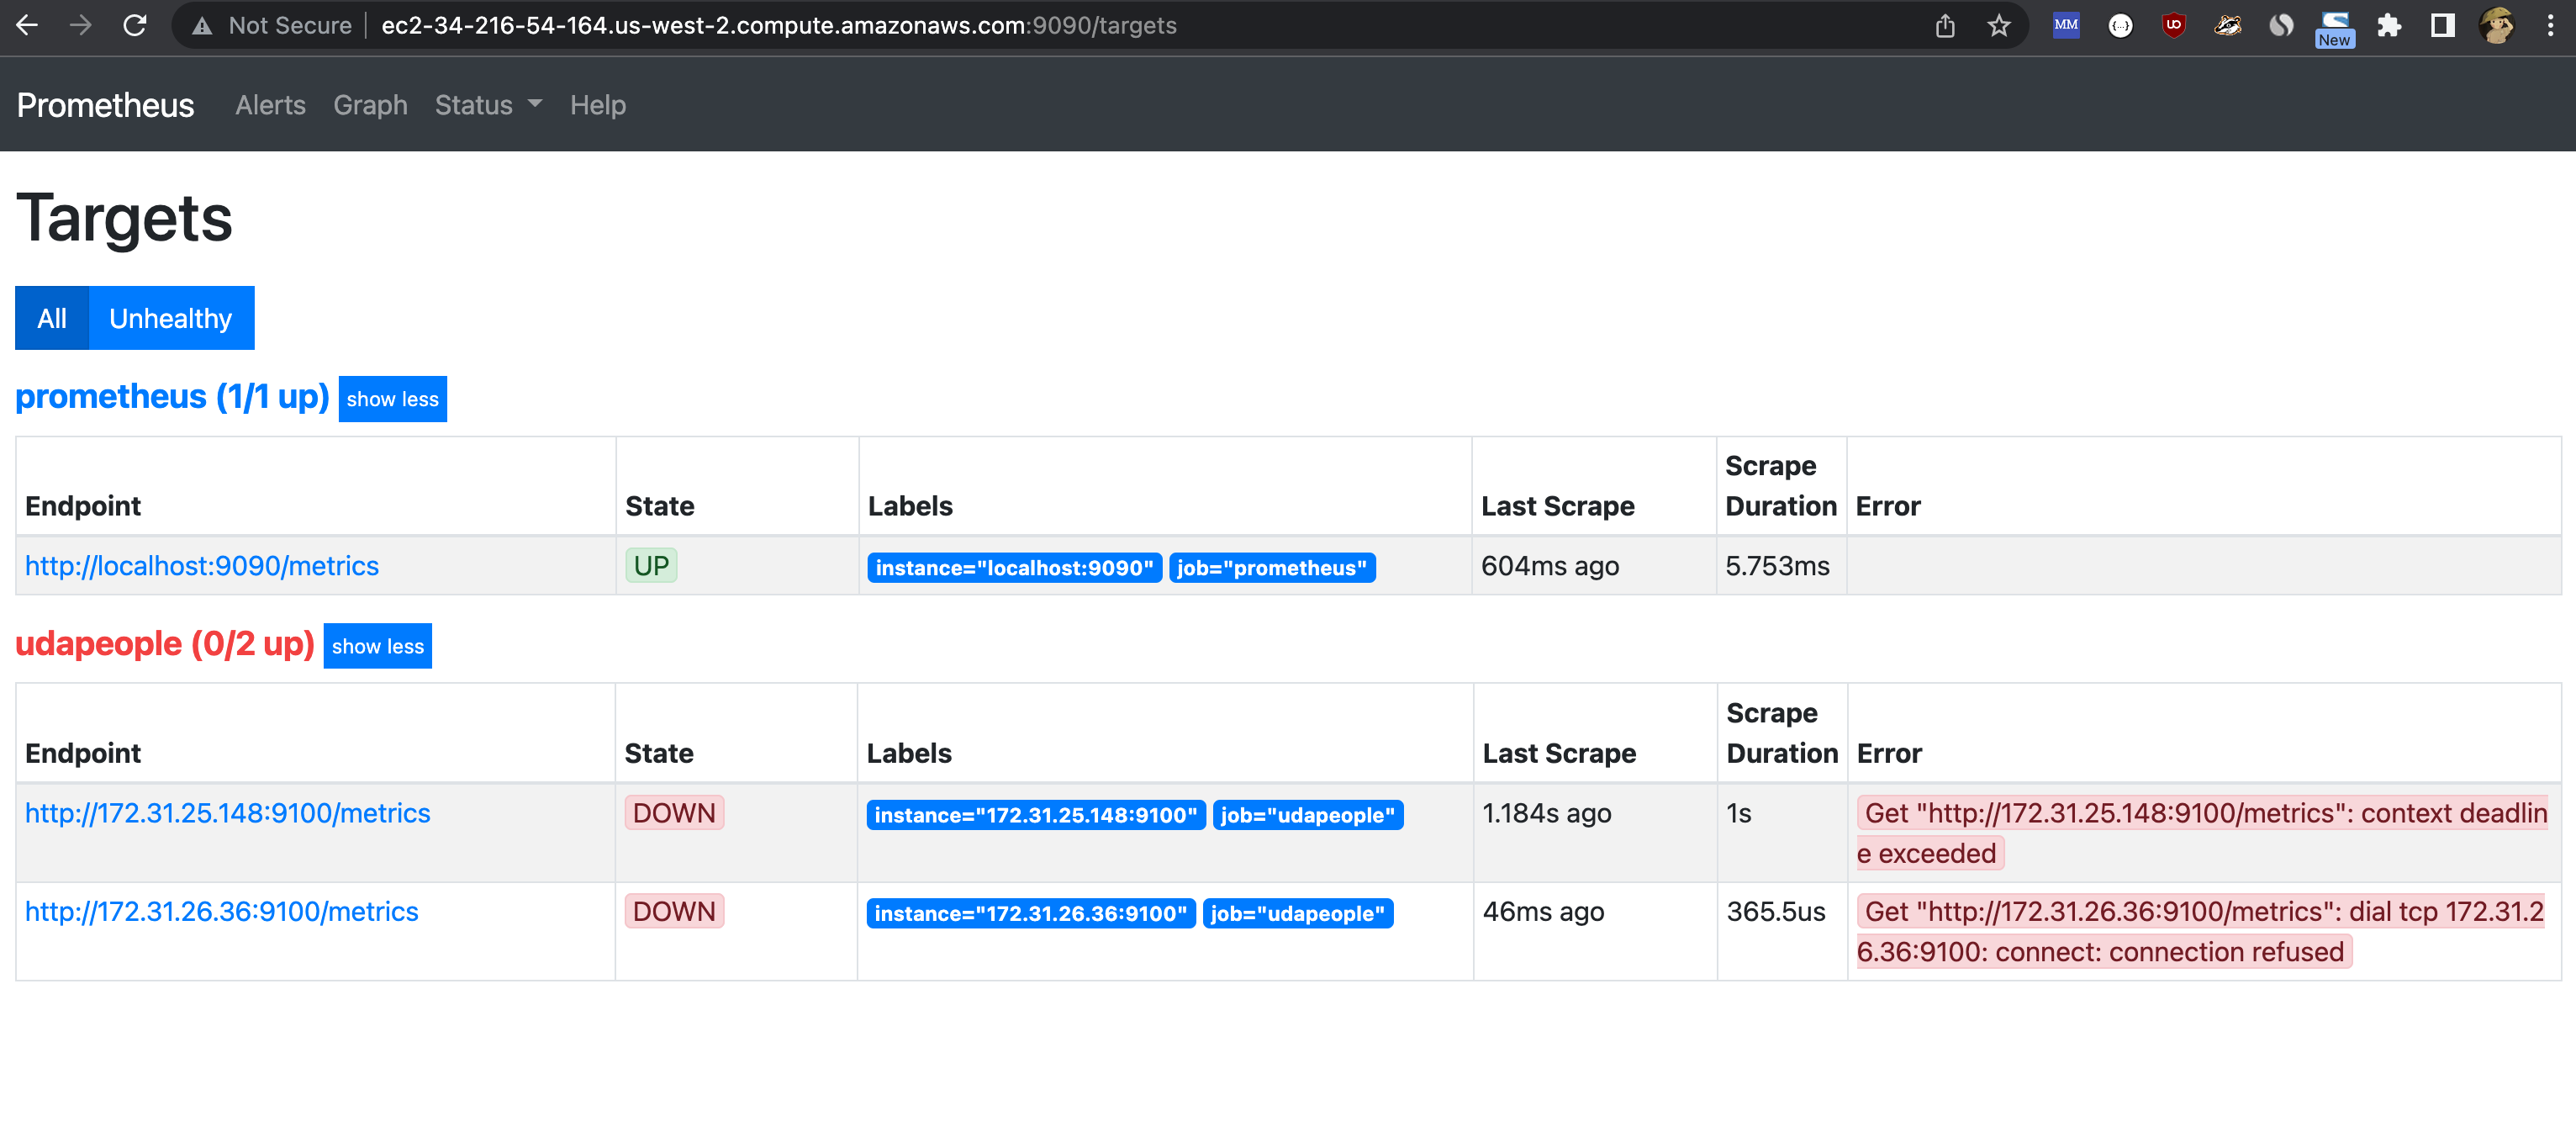 Not Secure ec2-34-216-54-164.us-west-2.compute.amazonaws.com:9090/targets
MM
UO
New
Prometheus Alerts Graph Status Help
Targets
All Unhealthy
prometheus (1/1 up) show less
Endpoint State Labels Last Scrape Scrape Duration Error
http://localhost:9090/metrics UP instance="localhost:9090" job="prometheus" 604ms ago 5.753ms
udapeople (0/2 up) show less
Endpoint State Labels Last Scrape Scrape Duration Error
http://172.31.25.148:9100/metrics DOWN instance="172.31.25.148:9100" job="udapeople" 1.184s ago 1s Get "http://172.31.25.148:9100/metrics": context deadlin
e exceeded
http://172.31.26.36:9100/metrics DOWN instance="172.31.26.36:9100" job="udapeople" 46ms ago 365.5us Get "http://172.31.26.36:9100/metrics": dial tcp 172.31.2
6.36:9100: connect: connection refused